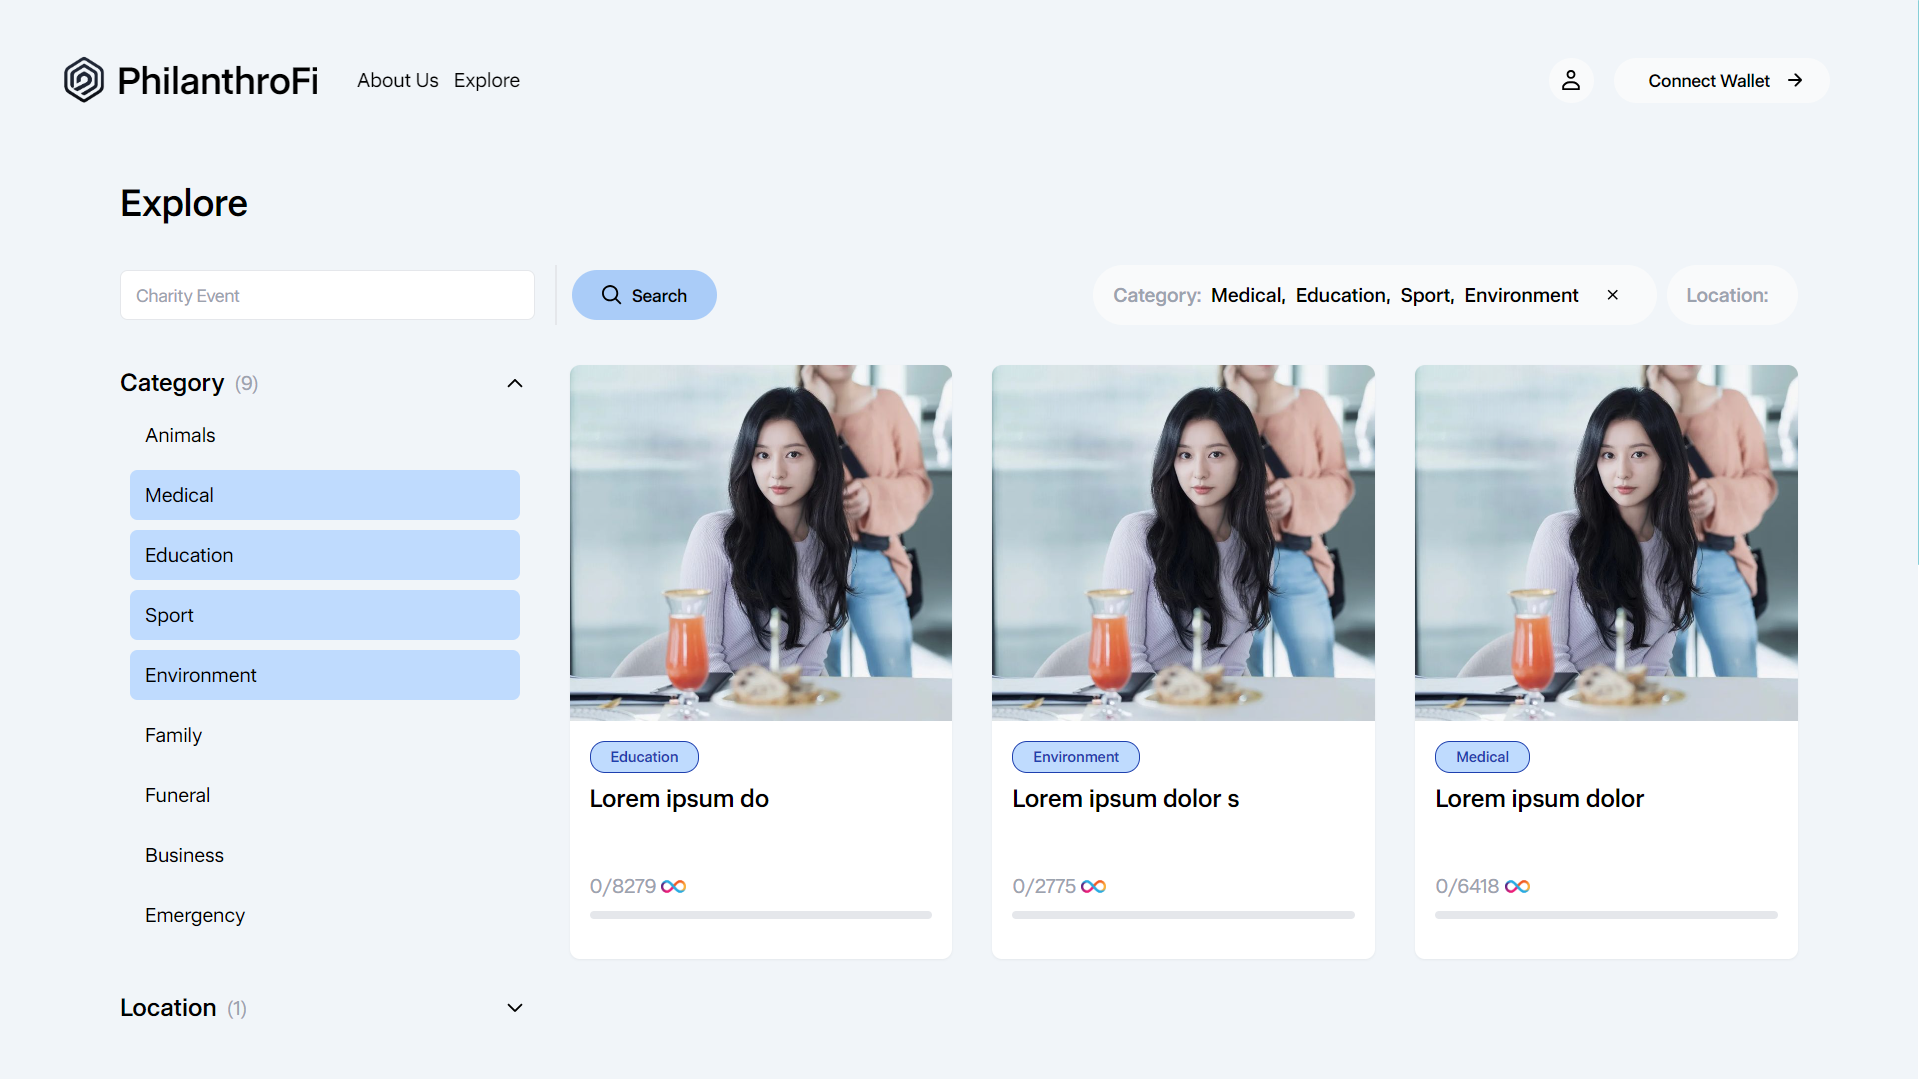 PhilanthroFi
About Us Explore
Connect Wallet
Explore
Charity Event
Search
Category: Medical, Education, Sport, Environment
Location:
Category (9)
Animals
Medical
Education
Sport
Environment
Family
Funeral
Business
Emergency
Location (1)
Education
Lorem ipsum do
0/8279
Environment
Lorem ipsum dolor s
0/2775
Medical
Lorem ipsum dolor
0/6418